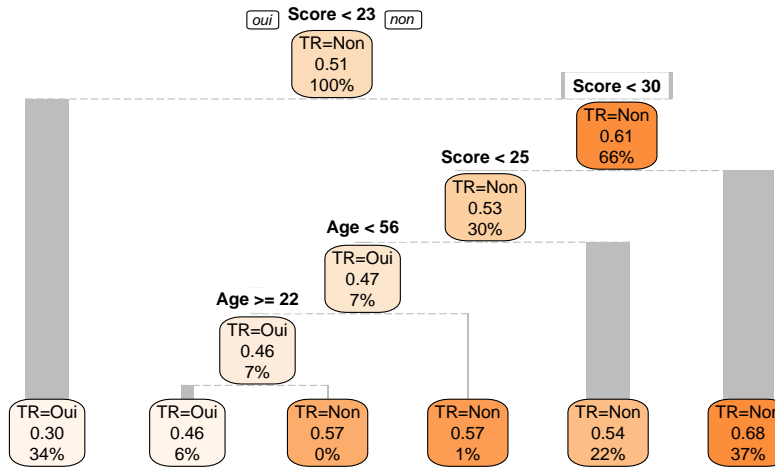 oui Score < 23 non
TR=Non
0.51
100%
Score < 30
TR=Non
0.61
66%
Score < 25
TR=Non
0.53
30%
Age < 56
TR=Oui
0.47
7%
Age >= 22
TR=Oui
0.46
7%
TR=Oui
0.30
34%
TR=Oui
0.46
6%
TR=Non
0.57
0%
TR=Non
0.57
1%
TR=Non
0.54
22%
TR=Non
0.68
37%